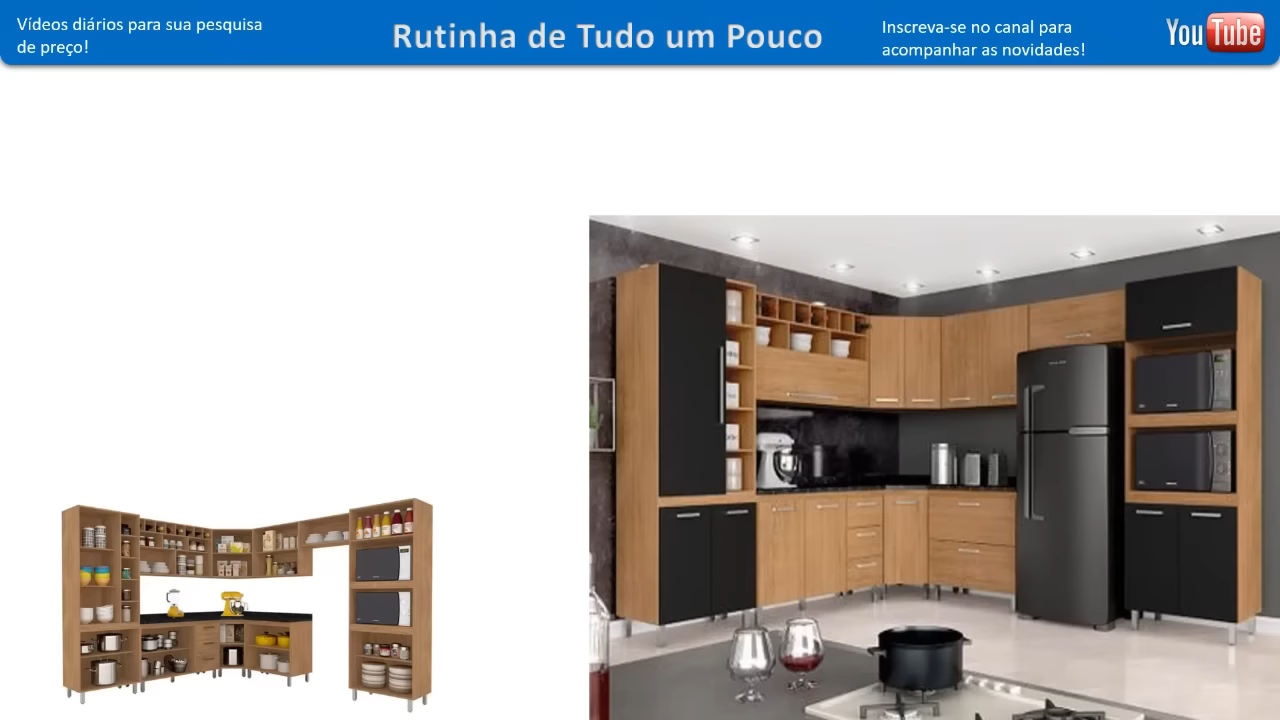 Vídeos diários para sua pesquisa
de preço!
Rutinha de Tudo um Pouco
Inscreva-se no canal para
acompanhar as novidades!
YouTube